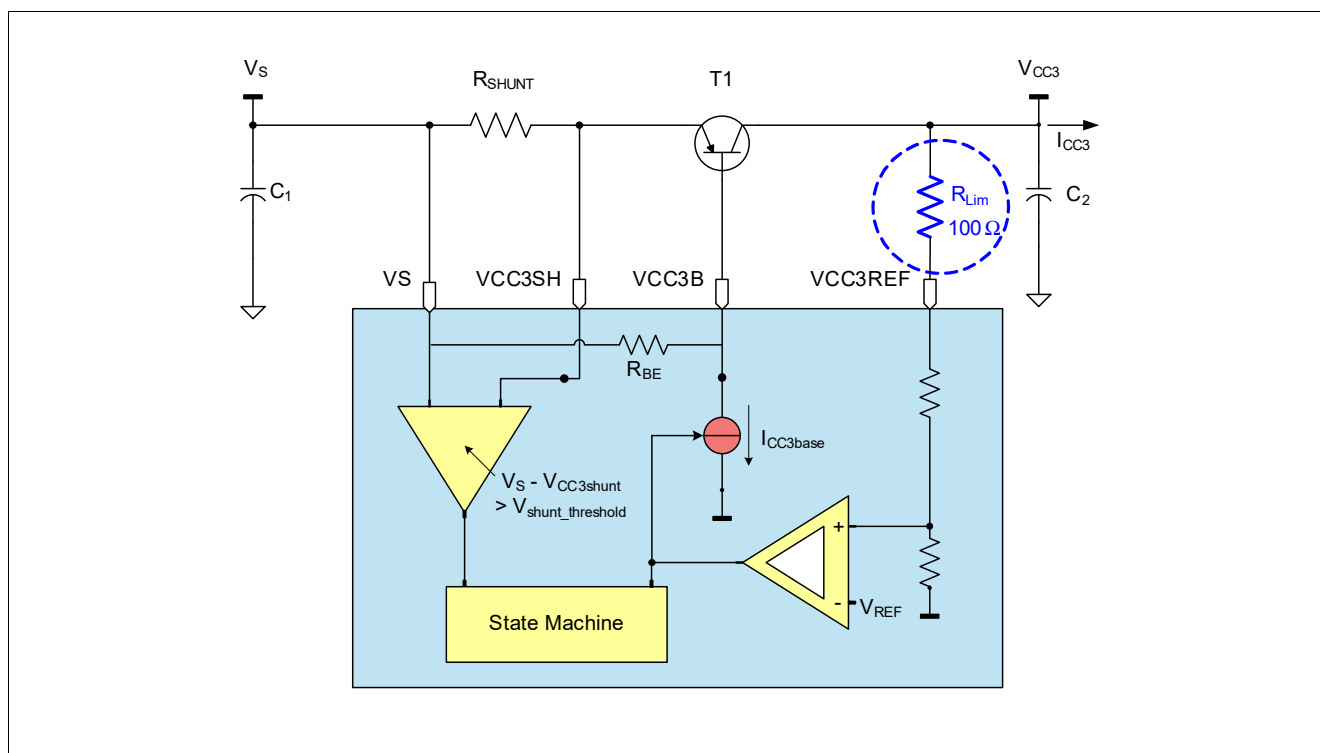 VS
RSHUNT
T1
VCC3
ICC3
C1
RLim
100 Ω
C2
VS
VCC3SH
VCC3B
VCC3REF
RBE
ICC3base
VS - VCC3shunt
> Vshunt_threshold
+
-
VREF
State Machine